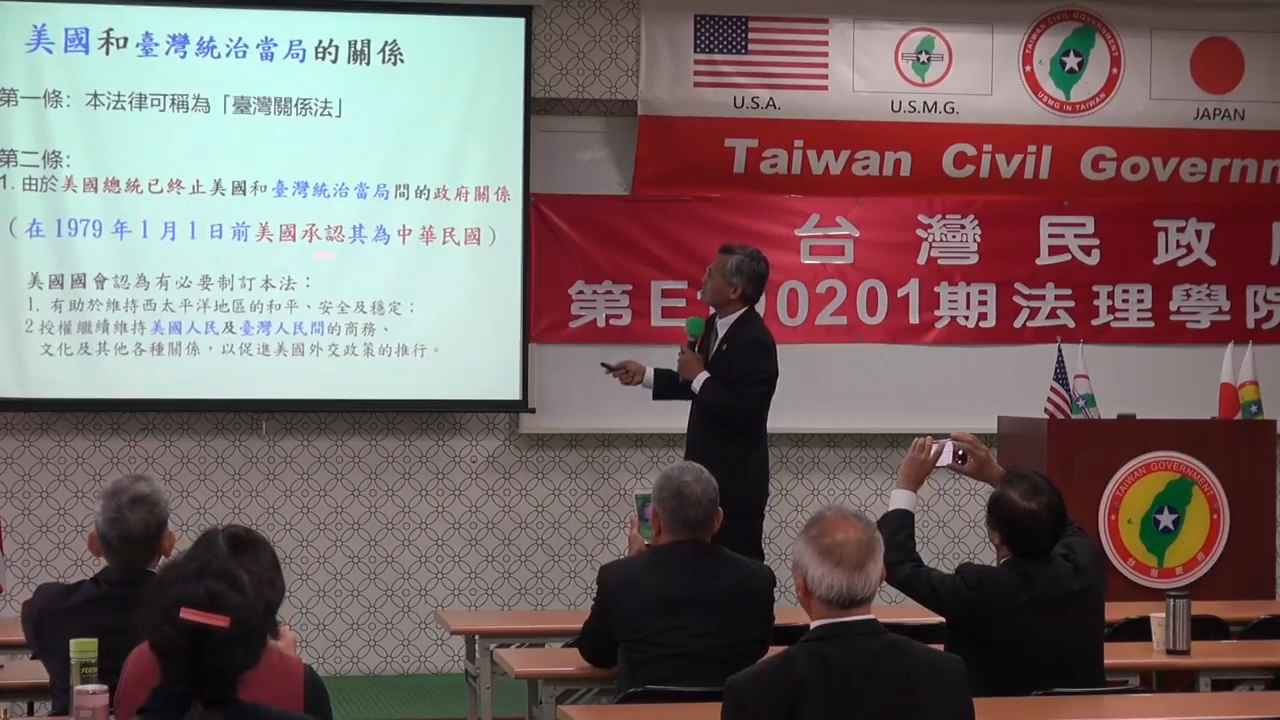 美國和臺灣統治當局的關係
第一條：本法律可稱為「臺灣關係法」
第二條：
1. 由於美國總統已終止美國和臺灣統治當局間的政府關係
（在 1979 年 1 月 1 日前美國承認其為中華民國）
美國國會認為有必要制訂本法：
1. 有助於維持西太平洋地區的和平、安全及穩定；
2 授權繼續維持美國人民及臺灣人民間的商務、
文化及其他各種關係，以促進美國外交政策的推行。
U.S.A.
U.S.M.G.
TAIWAN CIVIL GOVERNMENT
USMG IN TAIWAN
JAPAN
Taiwan Civil Governm
台灣民政
第E 0201期法理學院
TAIWAN GOVERNMENT